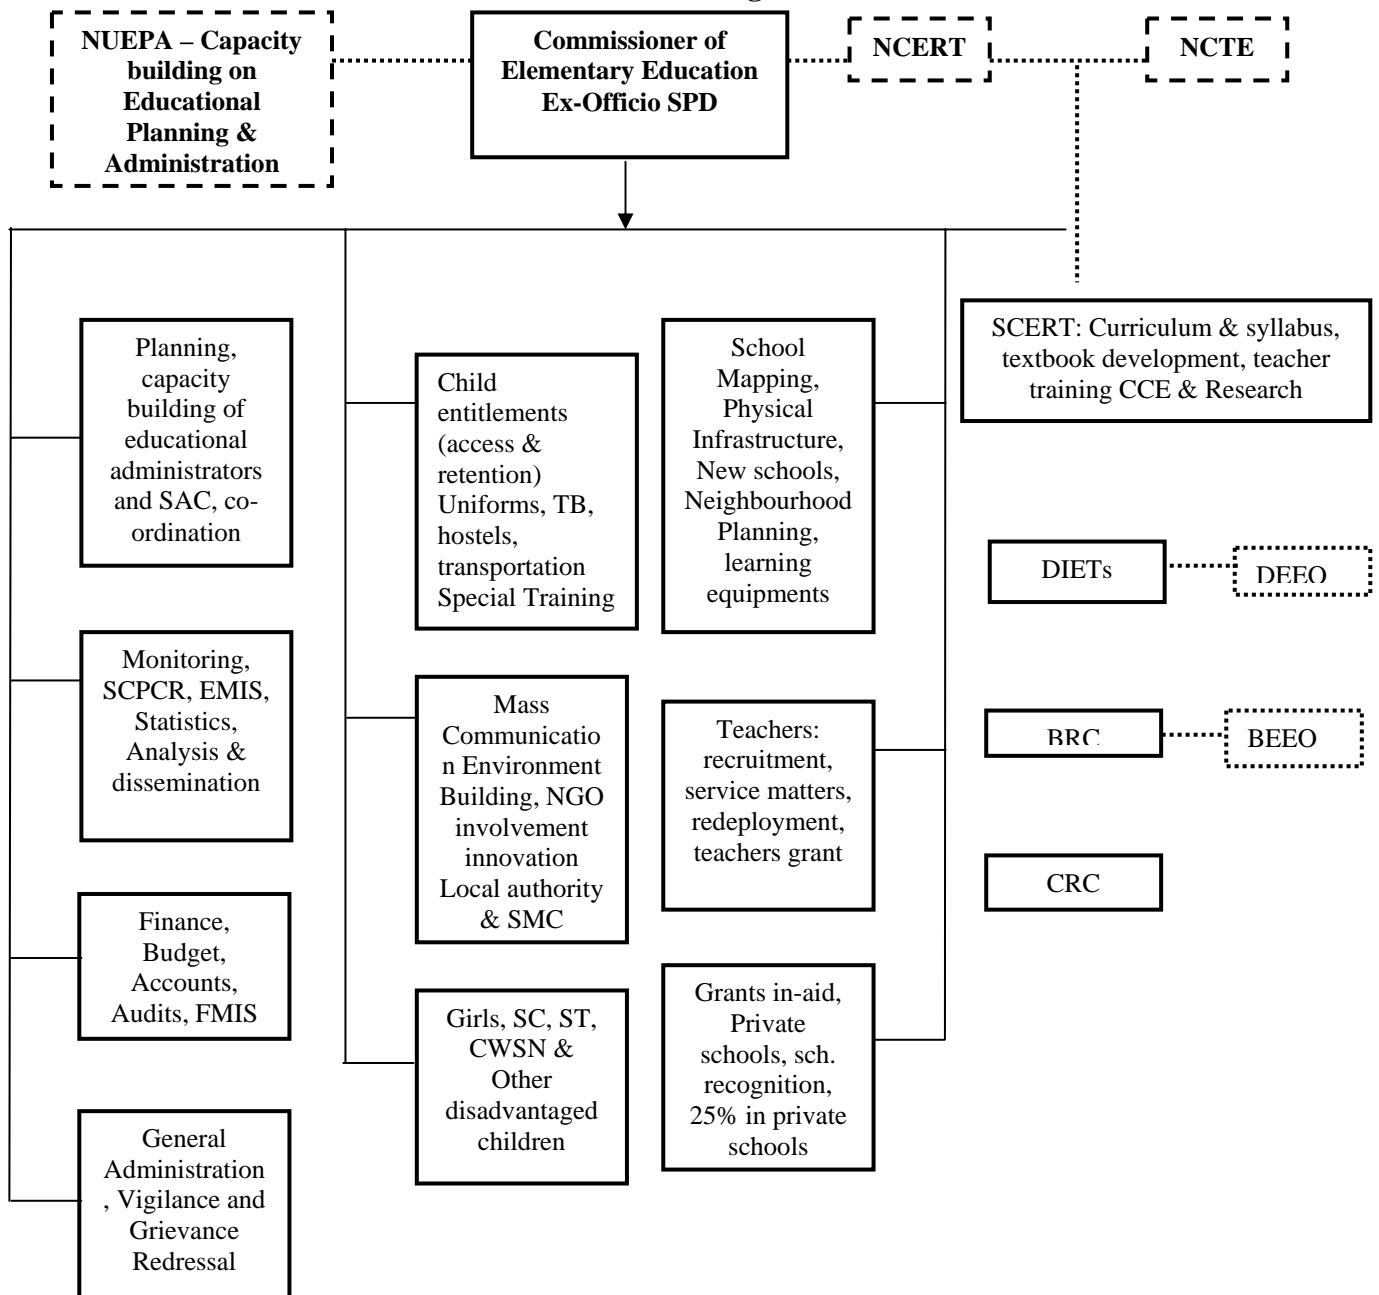 NUEPA – Capacity
building on
Educational
Planning &
Administration
Commissioner of
Elementary Education
Ex-Officio SPD
NCERT
NCTE
Planning,
capacity
building of
educational
administrators
and SAC, co-
ordination
Monitoring,
SCPCR, EMIS,
Statistics,
Analysis &
dissemination
Finance,
Budget,
Accounts,
Audits, FMIS
General
Administration
, Vigilance and
Grievance
Redressal
Child
entitlements
(access &
retention)
Uniforms, TB,
hostels,
transportation
Special Training
Mass
Communicatio
n Environment
Building, NGO
involvement
innovation
Local authority
& SMC
Girls, SC, ST,
CWSN &
Other
disadvantaged
children
School
Mapping,
Physical
Infrastructure,
New schools,
Neighbourhood
Planning,
learning
equipments
Teachers:
recruitment,
service matters,
redeployment,
teachers grant
Grants in-aid,
Private
schools, sch.
recognition,
25% in private
schools
SCERT: Curriculum & syllabus,
textbook development, teacher
training CCE & Research
DIETs
DEEO
BRC
BEEO
CRC